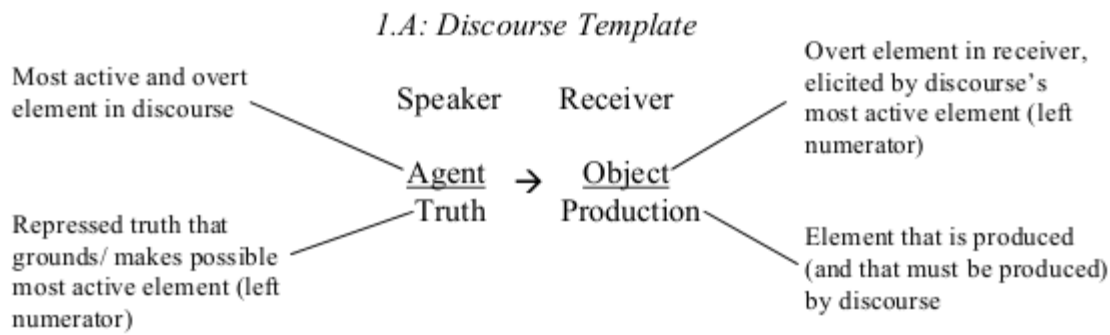 1.A: Discourse Template
Most active and overt
element in discourse
Speaker
Receiver
Overt element in receiver,
elicited by discourse's
most active element (left
numerator)
Agent → Object
Truth
Production
Repressed truth that
grounds/ makes possible
most active element (left
numerator)
Element that is produced
(and that must be produced)
by discourse